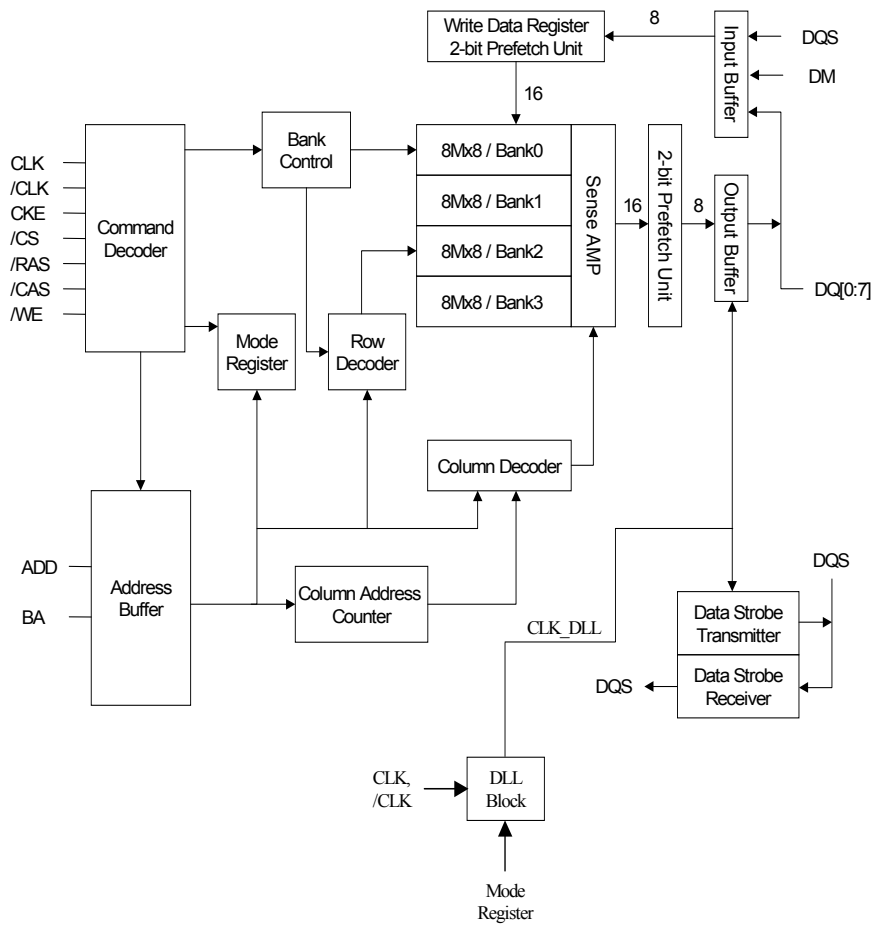 Write Data Register
2-bit Prefetch Unit
8
Input Buffer
DQS
DM
16
Bank
Control
8Mx8 / Bank0
8Mx8 / Bank1
8Mx8 / Bank2
8Mx8 / Bank3
Sense AMP
16
2-bit Prefetch Unit
8
Output Buffer
DQ[0:7]
CLK
/CLK
CKE
/CS
/RAS
/CAS
/WE
Command
Decoder
Mode
Register
Row
Decoder
Column Decoder
ADD
BA
Address
Buffer
Column Address
Counter
CLK_DLL
DQS
Data Strobe
Transmitter
Data Strobe
Receiver
DQS
CLK,
/CLK
DLL
Block
Mode
Register